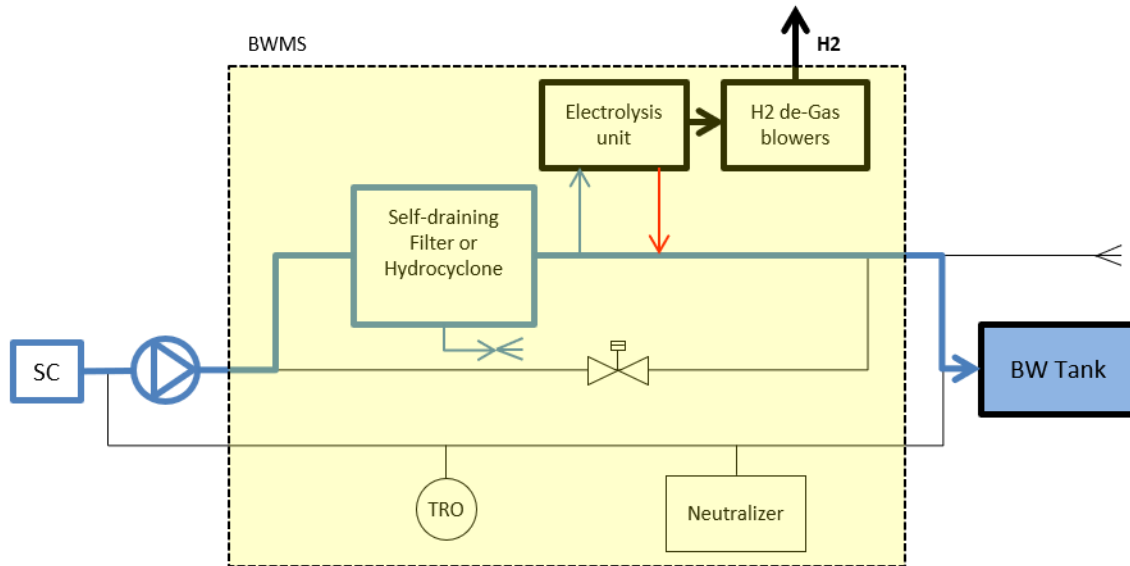 BWMS
H2
Electrolysis
unit
H2 de-Gas
blowers
Self-draining
Filter or
Hydrocyclone
SC
BW Tank
TRO
Neutralizer